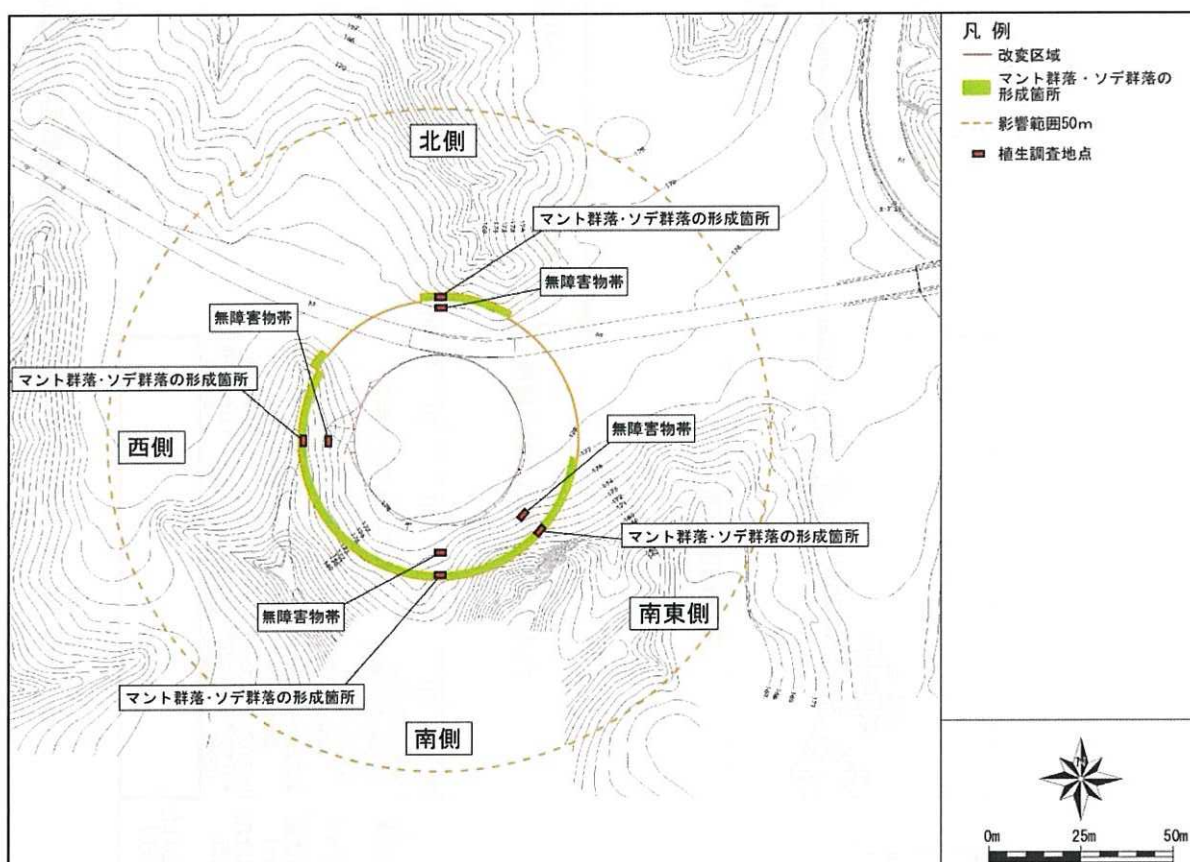 凡 例
改変区域
マント群落・ソデ群落の
形成箇所
影響範囲50m
植生調査地点
北側
マント群落・ソデ群落の形成箇所
無障害物帯
無障害物帯
マント群落・ソデ群落の形成箇所
西側
無障害物帯
マント群落・ソデ群落の形成箇所
無障害物帯
南東側
マント群落・ソデ群落の形成箇所
南側
0m 25m 50m